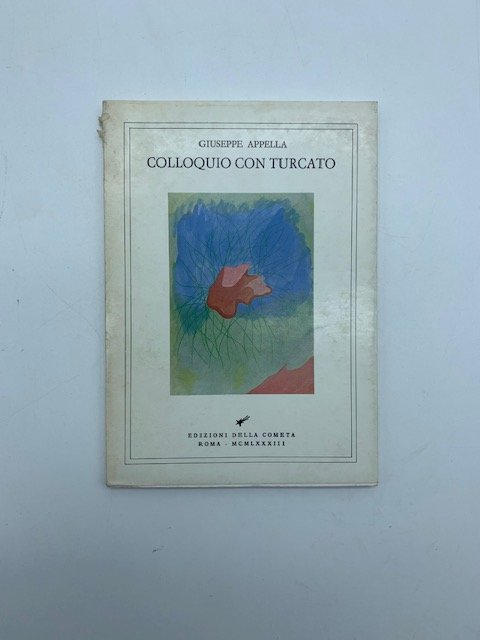 GIUSEPPE APPELLA
COLLOQUIO CON TURCATO
EDIZIONI DELLA COMETA
ROMA - MCMLXXXIII